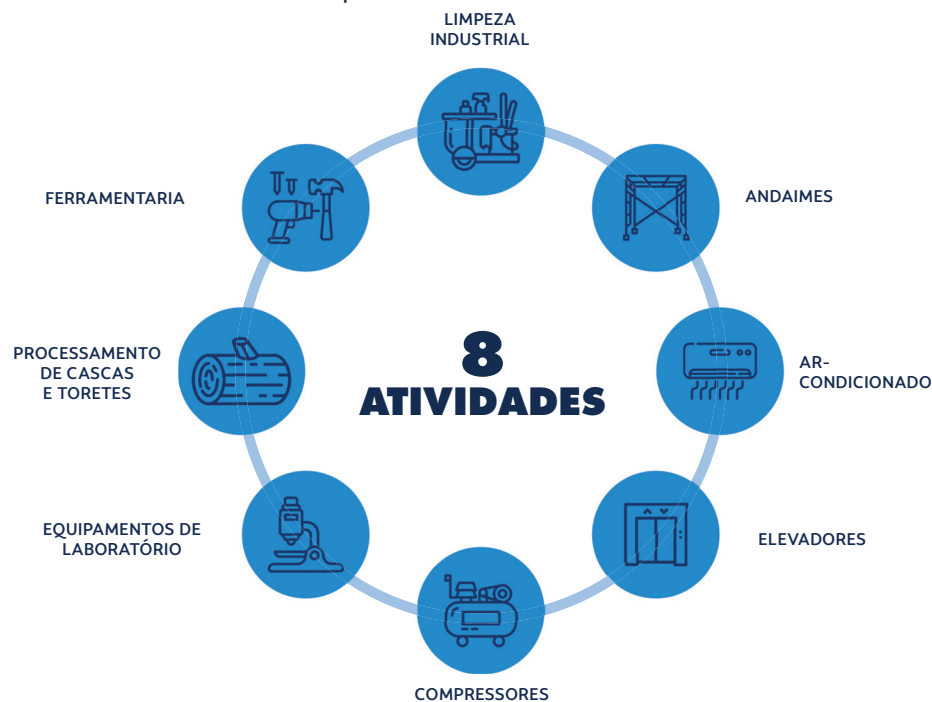 LIMPEZA
INDUSTRIAL
FERRAMENTARIA
ANDAIMES
PROCESSAMENTO
DE CASCAS
E TORETES
8
ATIVIDADES
AR-
CONDICIONADO
EQUIPAMENTOS DE
LABORATÓRIO
ELEVADORES
COMPRESSORES